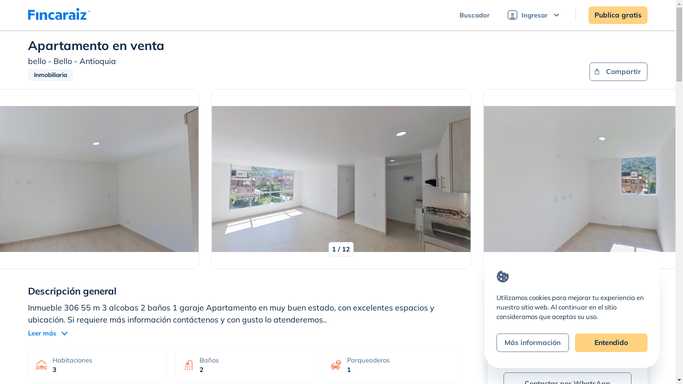 Fincaraiz
Buscador
Ingresar
Publica gratis
Apartamento en venta
bello - Bello - Antioquia
Inmobiliaria
Compartir
1 / 12
Descripción general
Inmueble 306 55 m 3 alcobas 2 baños 1 garaje Apartamento en muy buen estado, con excelentes espacios y
ubicación. Si requiere más información contáctenos y con gusto lo atenderemos..
Leer más
Habitaciones
3
Baños
2
Parqueaderos
1
Utilizamos cookies para mejorar tu experiencia en
nuestro sitio web. Al continuar en el sitio
consideramos que aceptas su uso.
Más información
Entendido
Contactar por WhatsApp